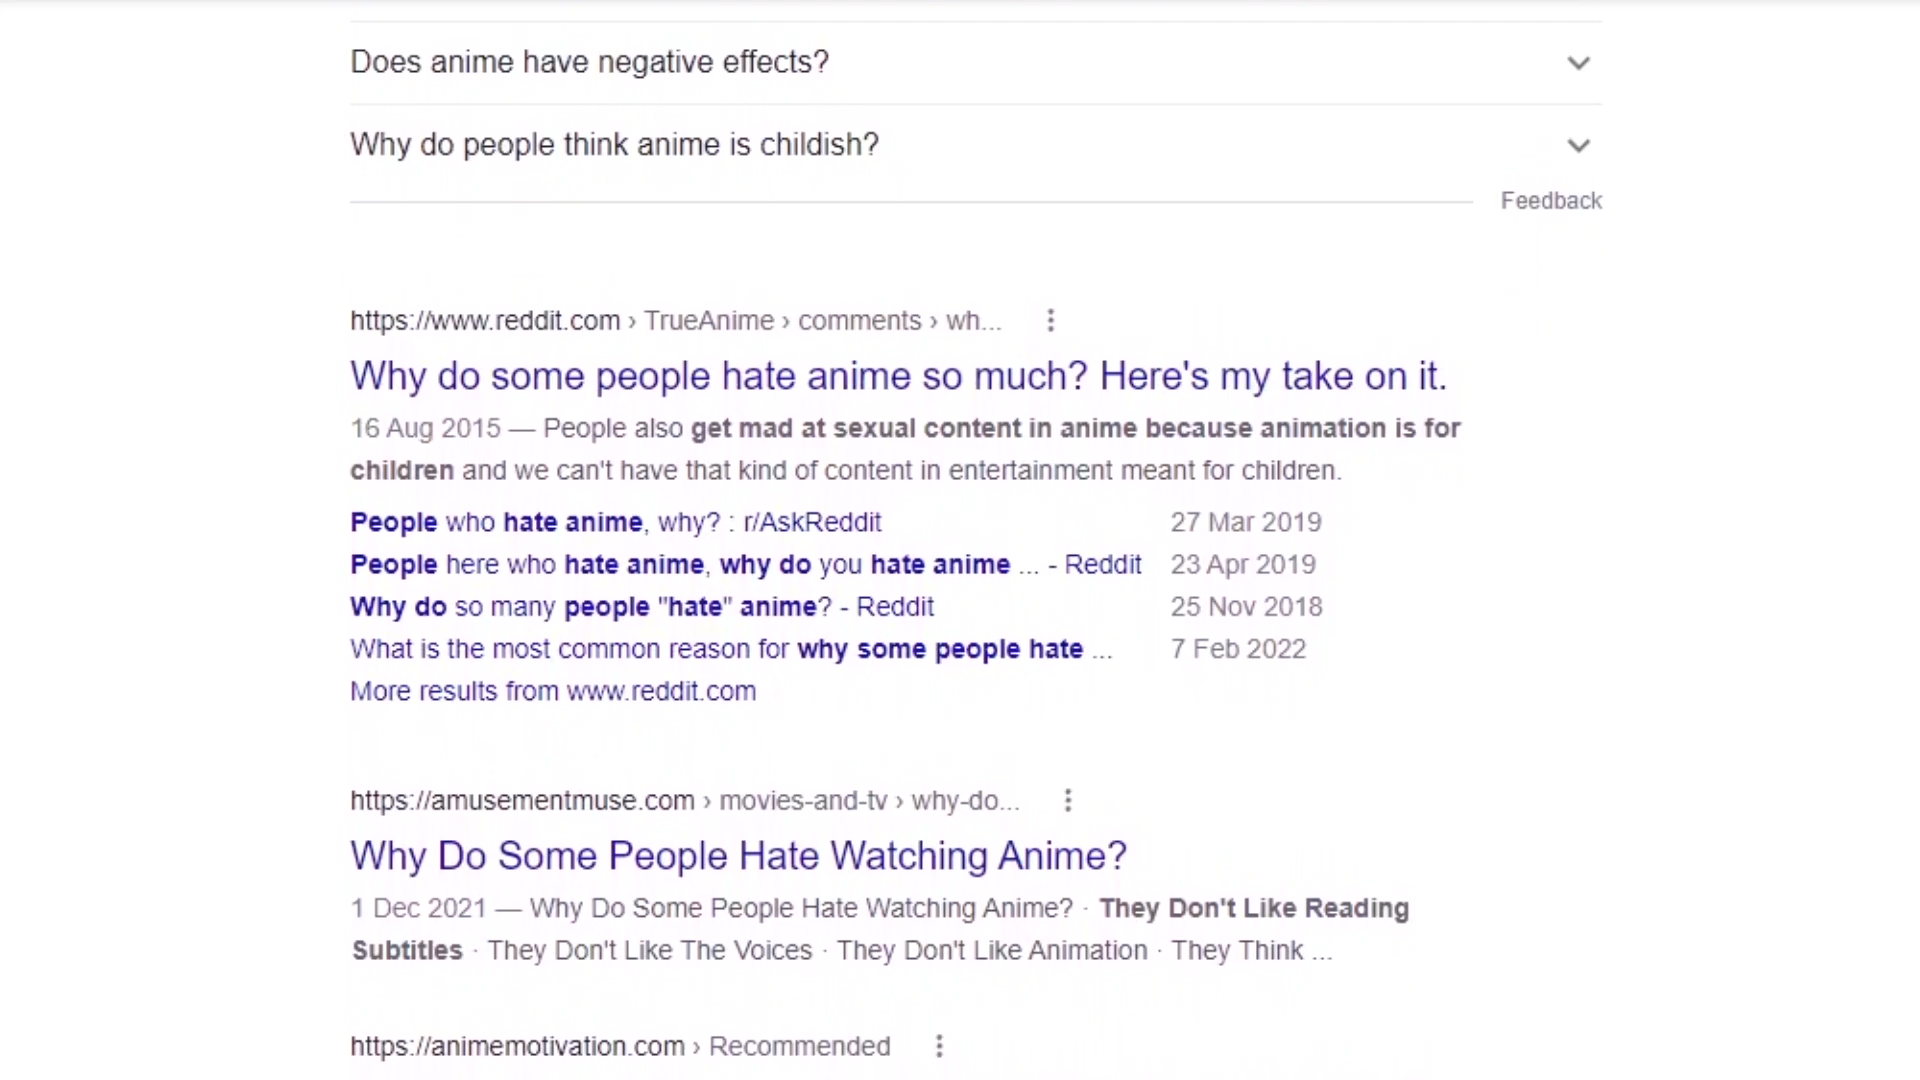 Does anime have negative effects?
Why do people think anime is childish?
Feedback
https://www.reddit.com › TrueAnime › comments › wh...
Why do some people hate anime so much? Here's my take on it.
16 Aug 2015 — People also get mad at sexual content in anime because animation is for
children and we can't have that kind of content in entertainment meant for children.
People who hate anime, why? : r/AskReddit 27 Mar 2019
People here who hate anime, why do you hate anime ... - Reddit 23 Apr 2019
Why do so many people "hate" anime? - Reddit 25 Nov 2018
What is the most common reason for why some people hate ... 7 Feb 2022
More results from www.reddit.com
https://amusementmuse.com › movies-and-tv › why-do...
Why Do Some People Hate Watching Anime?
1 Dec 2021 — Why Do Some People Hate Watching Anime? · They Don't Like Reading
Subtitles · They Don't Like The Voices · They Don't Like Animation · They Think ...
https://animemotivation.com › Recommended